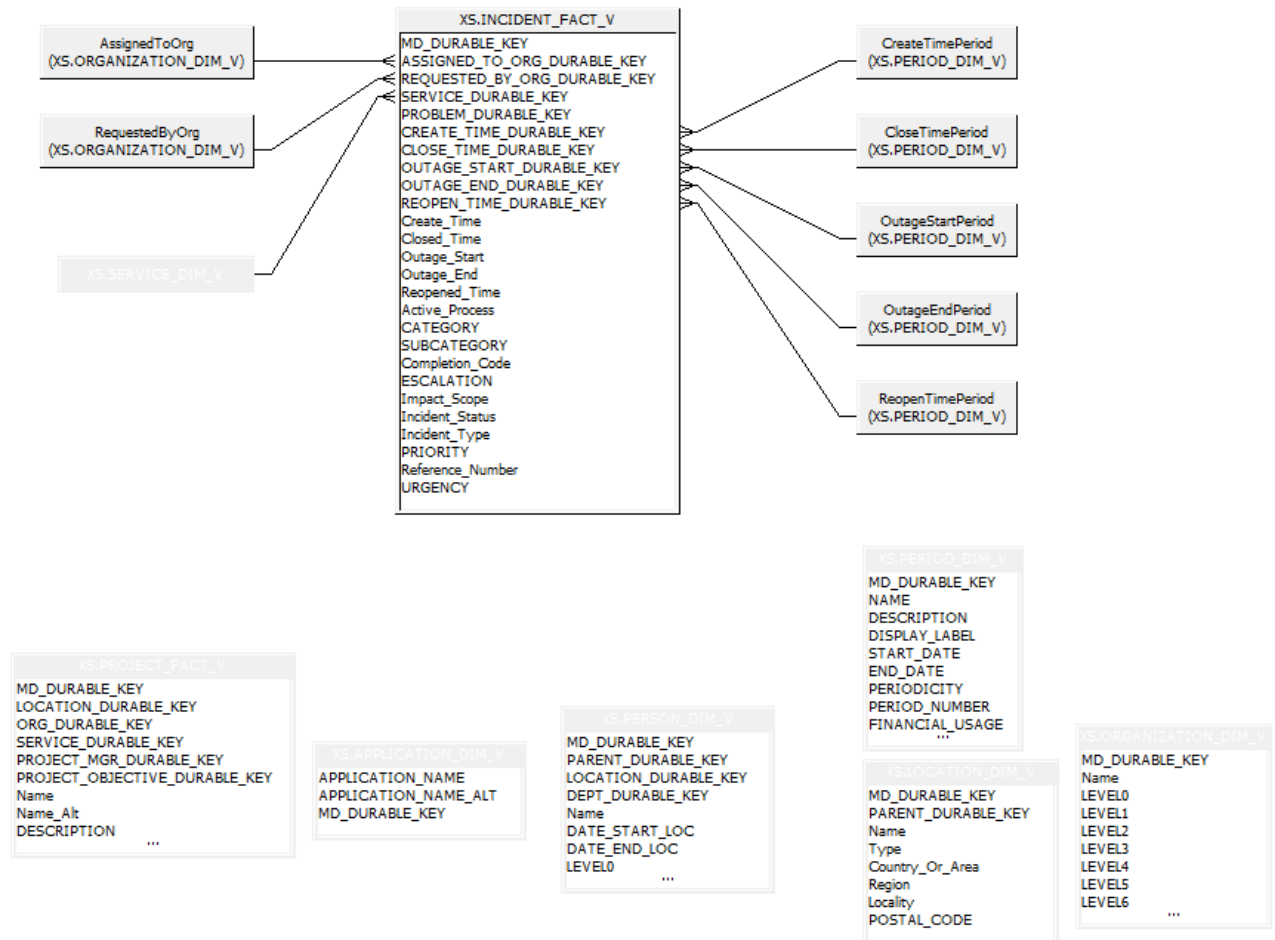 AssignedToOrg
(XS.ORGANIZATION_DIM_V)
RequestedByOrg
(XS.ORGANIZATION_DIM_V)
XS.SERVICE_DIM_V
XS.INCIDENT_FACT_V
MD_DURABLE_KEY
ASSIGNED_TO_ORG_DURABLE_KEY
REQUESTED_BY_ORG_DURABLE_KEY
SERVICE_DURABLE_KEY
PROBLEM_DURABLE_KEY
CREATE_TIME_DURABLE_KEY
CLOSE_TIME_DURABLE_KEY
OUTAGE_START_DURABLE_KEY
OUTAGE_END_DURABLE_KEY
REOPEN_TIME_DURABLE_KEY
Create_Time
Closed_Time
Outage_Start
Outage_End
Reopened_Time
Active_Process
CATEGORY
SUBCATEGORY
Completion_Code
ESCALATION
Impact_Scope
Incident_Status
Incident_Type
PRIORITY
Reference_Number
URGENCY
CreateTimePeriod
(XS.PERIOD_DIM_V)
CloseTimePeriod
(XS.PERIOD_DIM_V)
OutageStartPeriod
(XS.PERIOD_DIM_V)
OutageEndPeriod
(XS.PERIOD_DIM_V)
ReopenTimePeriod
(XS.PERIOD_DIM_V)
XS.PROJECT_FACT_V
MD_DURABLE_KEY
LOCATION_DURABLE_KEY
ORG_DURABLE_KEY
SERVICE_DURABLE_KEY
PROJECT_MGR_DURABLE_KEY
PROJECT_OBJECTIVE_DURABLE_KEY
Name
Name_Alt
DESCRIPTION
...
XS.APPLICATION_DIM_V
APPLICATION_NAME
APPLICATION_NAME_ALT
MD_DURABLE_KEY
XS.PERSON_DIM_V
MD_DURABLE_KEY
PARENT_DURABLE_KEY
LOCATION_DURABLE_KEY
DEPT_DURABLE_KEY
Name
DATE_START_LOC
DATE_END_LOC
LEVEL0
...
XS.PERIOD_DIM_V
MD_DURABLE_KEY
NAME
DESCRIPTION
DISPLAY_LABEL
START_DATE
END_DATE
PERIODICITY
PERIOD_NUMBER
FINANCIAL_USAGE
...
XS.LOCATION_DIM_V
MD_DURABLE_KEY
PARENT_DURABLE_KEY
Name
Type
Country_Or_Area
Region
Locality
POSTAL_CODE
XS.ORGANIZATION_DIM_V
MD_DURABLE_KEY
Name
LEVEL0
LEVEL1
LEVEL2
LEVEL3
LEVEL4
LEVEL5
LEVEL6
...